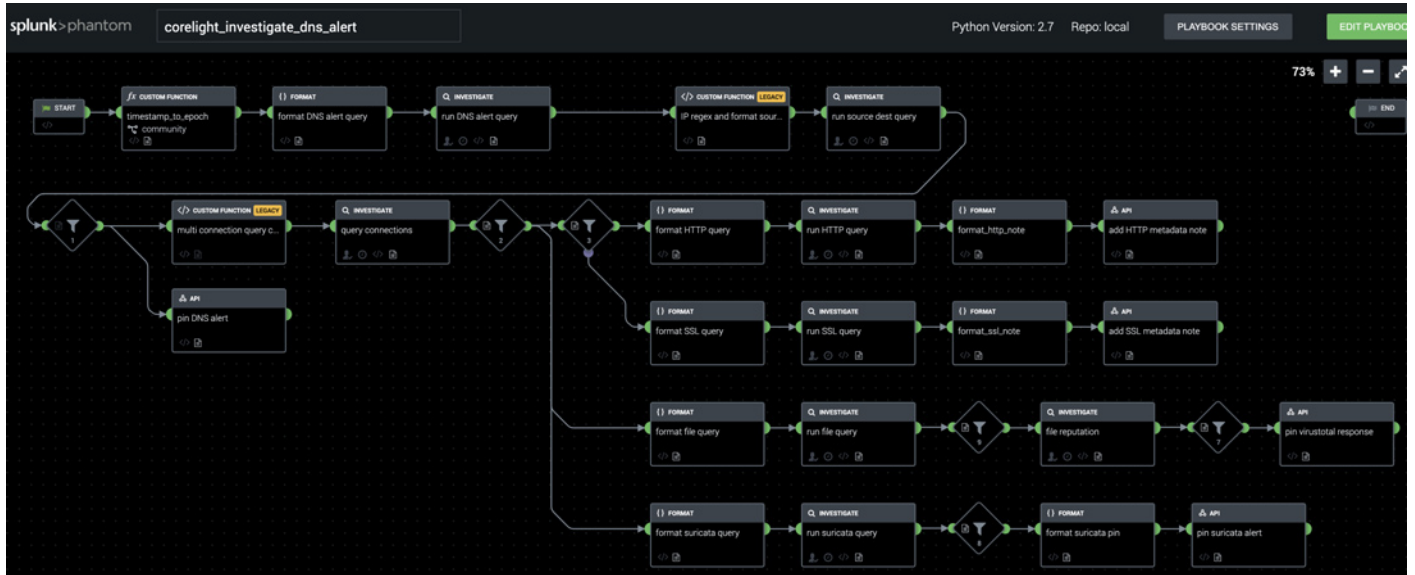 splunk>phantom
corelight_investigate_dns_alert
Python Version: 2.7 Repo: local
PLAYBOOK SETTINGS
EDIT PLAYBOO
73%
START
fx CUSTOM FUNCTION
timestamp_to_epoch
community
{} FORMAT
format DNS alert query
INVESTIGATE
run DNS alert query
</> CUSTOM FUNCTION LEGACY
IP regex and format sour...
INVESTIGATE
run source dest query
END
1
</> CUSTOM FUNCTION LEGACY
multi connection query c...
INVESTIGATE
query connections
2
3
{} FORMAT
format HTTP query
INVESTIGATE
run HTTP query
{} FORMAT
format_http_note
API
add HTTP metadata note
API
pin DNS alert
{} FORMAT
format SSL query
INVESTIGATE
run SSL query
{} FORMAT
format_ssl_note
API
add SSL metadata note
{} FORMAT
format file query
INVESTIGATE
run file query
INVESTIGATE
file reputation
7
API
pin virustotal response
{} FORMAT
format suricata query
INVESTIGATE
run suricata query
8
{} FORMAT
format suricata pin
API
pin suricata alert